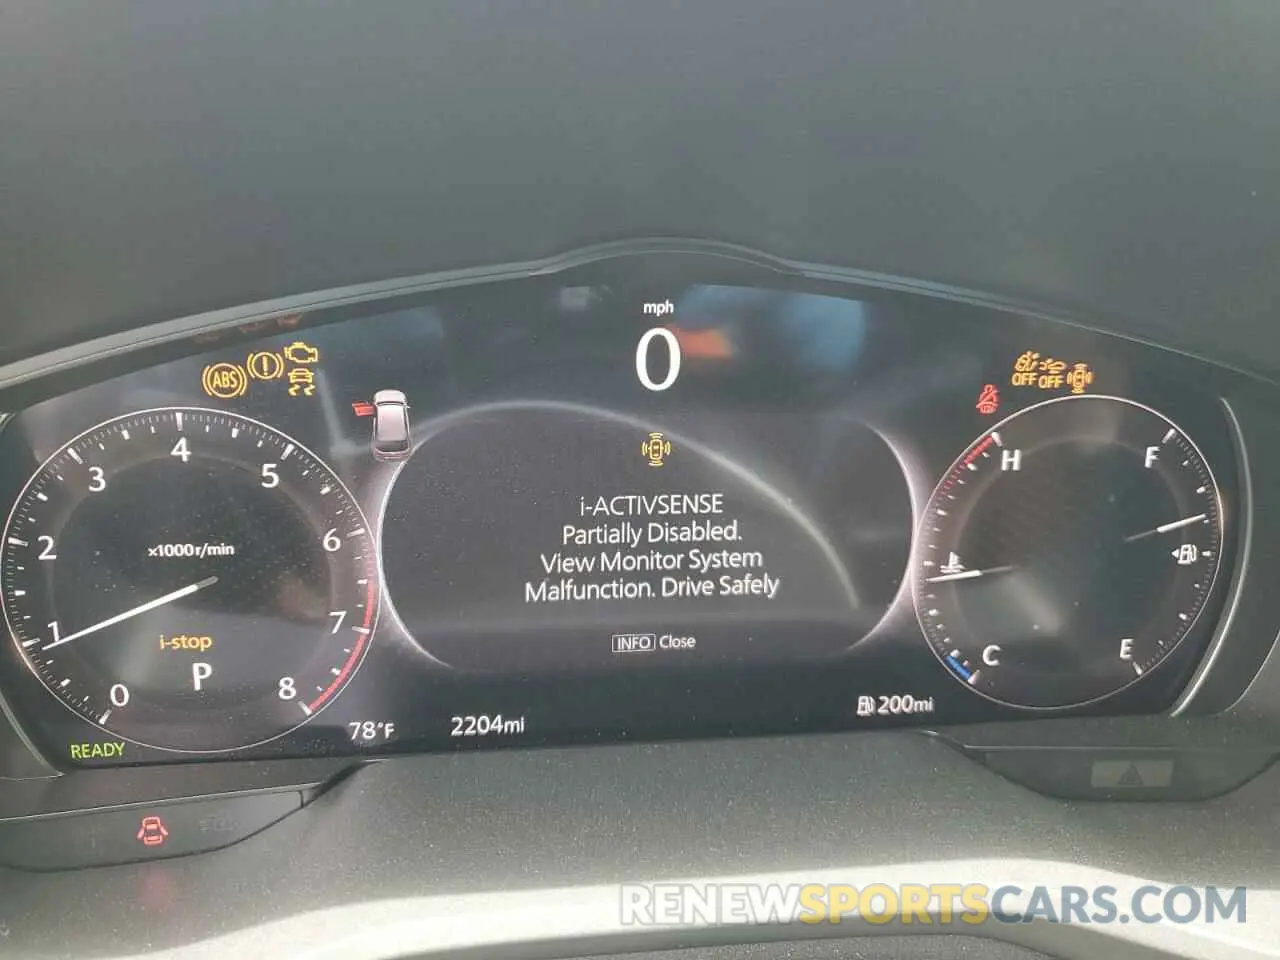 mph
0
ABS
OFF OFF
4
3
5
2
6
x1000r/min
1
7
i-stop
P
0
8
READY
i-ACTIVSENSE
Partially Disabled.
View Monitor System
Malfunction. Drive Safely
INFO Close
78°F
2204mi
200mi
H
F
C
E
RENEWSPORTSCARS.COM